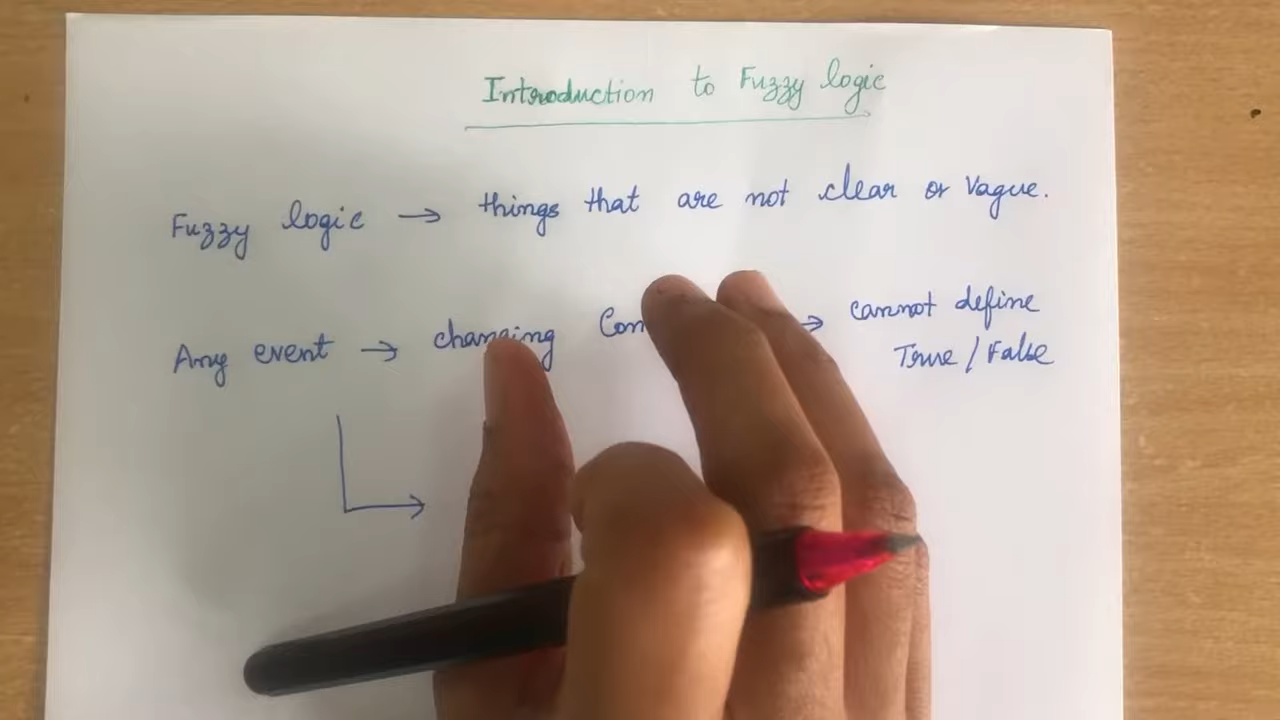 Introduction to Fuzzy logic
Fuzzy logic → things that are not clear or Vague.
Any event → changing → cannot define
True/False